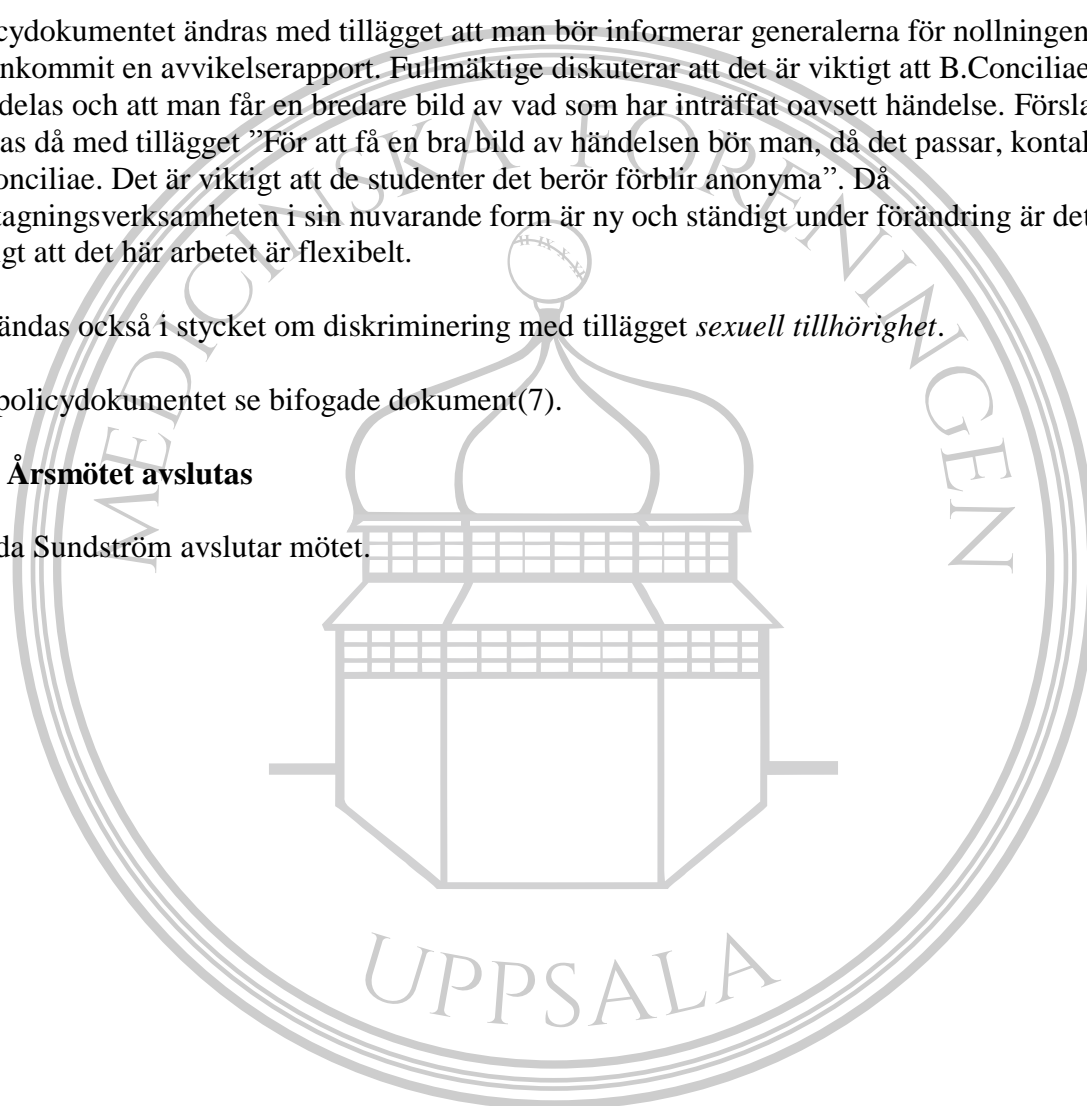 cydokumentet ändras med tillägget att man bör informerar generalerna för nollningen
nkommit en avvikelserapport. Fullmäktige diskuterar att det är viktigt att B.Conciliae
delas och att man får en bredare bild av vad som har inträffat oavsett händelse. Försla
as då med tillägget ”För att få en bra bild av händelsen bör man, då det passar, kontak
onciliae. Det är viktigt att de studenter det berör förblir anonyma”. Då
tagningsverksamheten i sin nuvarande form är ny och ständigt under förändring är det
gt att det här arbetet är flexibelt.
ändas också i stycket om diskriminering med tillägget sexuell tillhörighet.
policydokumentet se bifogade dokument(7).
Årsmötet avslutas
da Sundström avslutar mötet.
MEDICINSKA FÖRENINGEN
UPPSALA